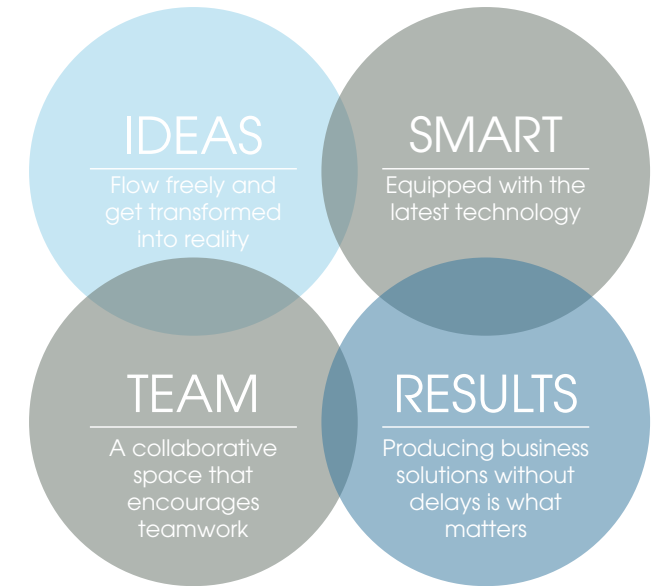 IDEAS
Flow freely and
get transformed
into reality
SMART
Equipped with the
latest technology
TEAM
A collaborative
space that
encourages
teamwork
RESULTS
Producing business
solutions without
delays is what
matters